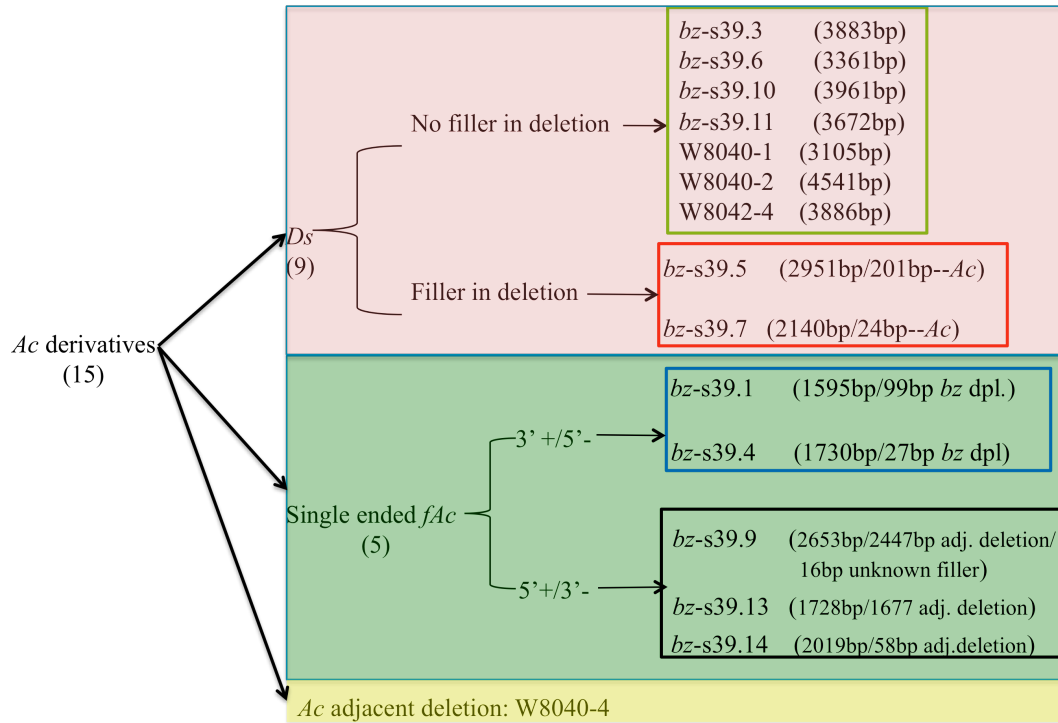 bz-s39.3 (3883bp)
bz-s39.6 (3361bp)
bz-s39.10 (3961bp)
bz-s39.11 (3672bp)
W8040-1 (3105bp)
W8040-2 (4541bp)
W8042-4 (3886bp)
No filler in deletion
Ds
(9)
Filler in deletion
bz-s39.5 (2951bp/201bp--Ac)
bz-s39.7 (2140bp/24bp--Ac)
Ac derivatives
(15)
bz-s39.1 (1595bp/99bp bz dpl.)
3’ +/5’-
bz-s39.4 (1730bp/27bp bz dpl)
Single ended fAc
(5)
bz-s39.9 (2653bp/2447bp adj. deletion/
16bp unknown filler)
5’+/3’-
bz-s39.13 (1728bp/1677 adj. deletion)
bz-s39.14 (2019bp/58bp adj.deletion)
Ac adjacent deletion: W8040-4